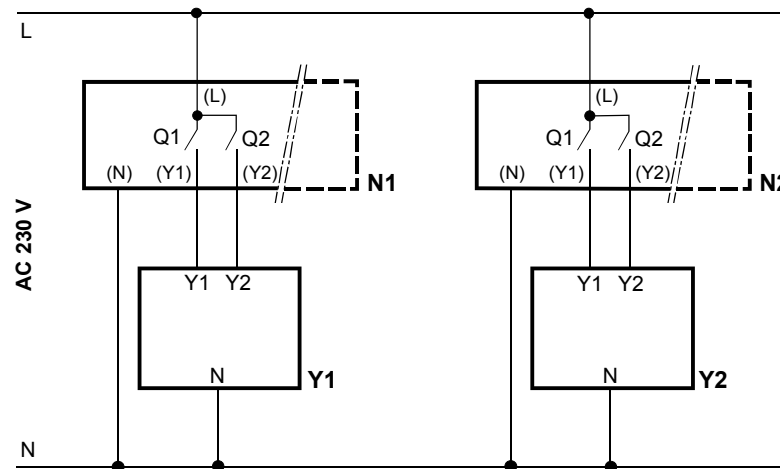 L
(L)
(L)
Q1
Q2
Q1
Q2
(N)
(Y1)
(Y2)
N1
(N)
(Y1)
(Y2)
N2
AC 230 V
Y1
Y2
Y1
Y2
N
Y1
N
Y2
N